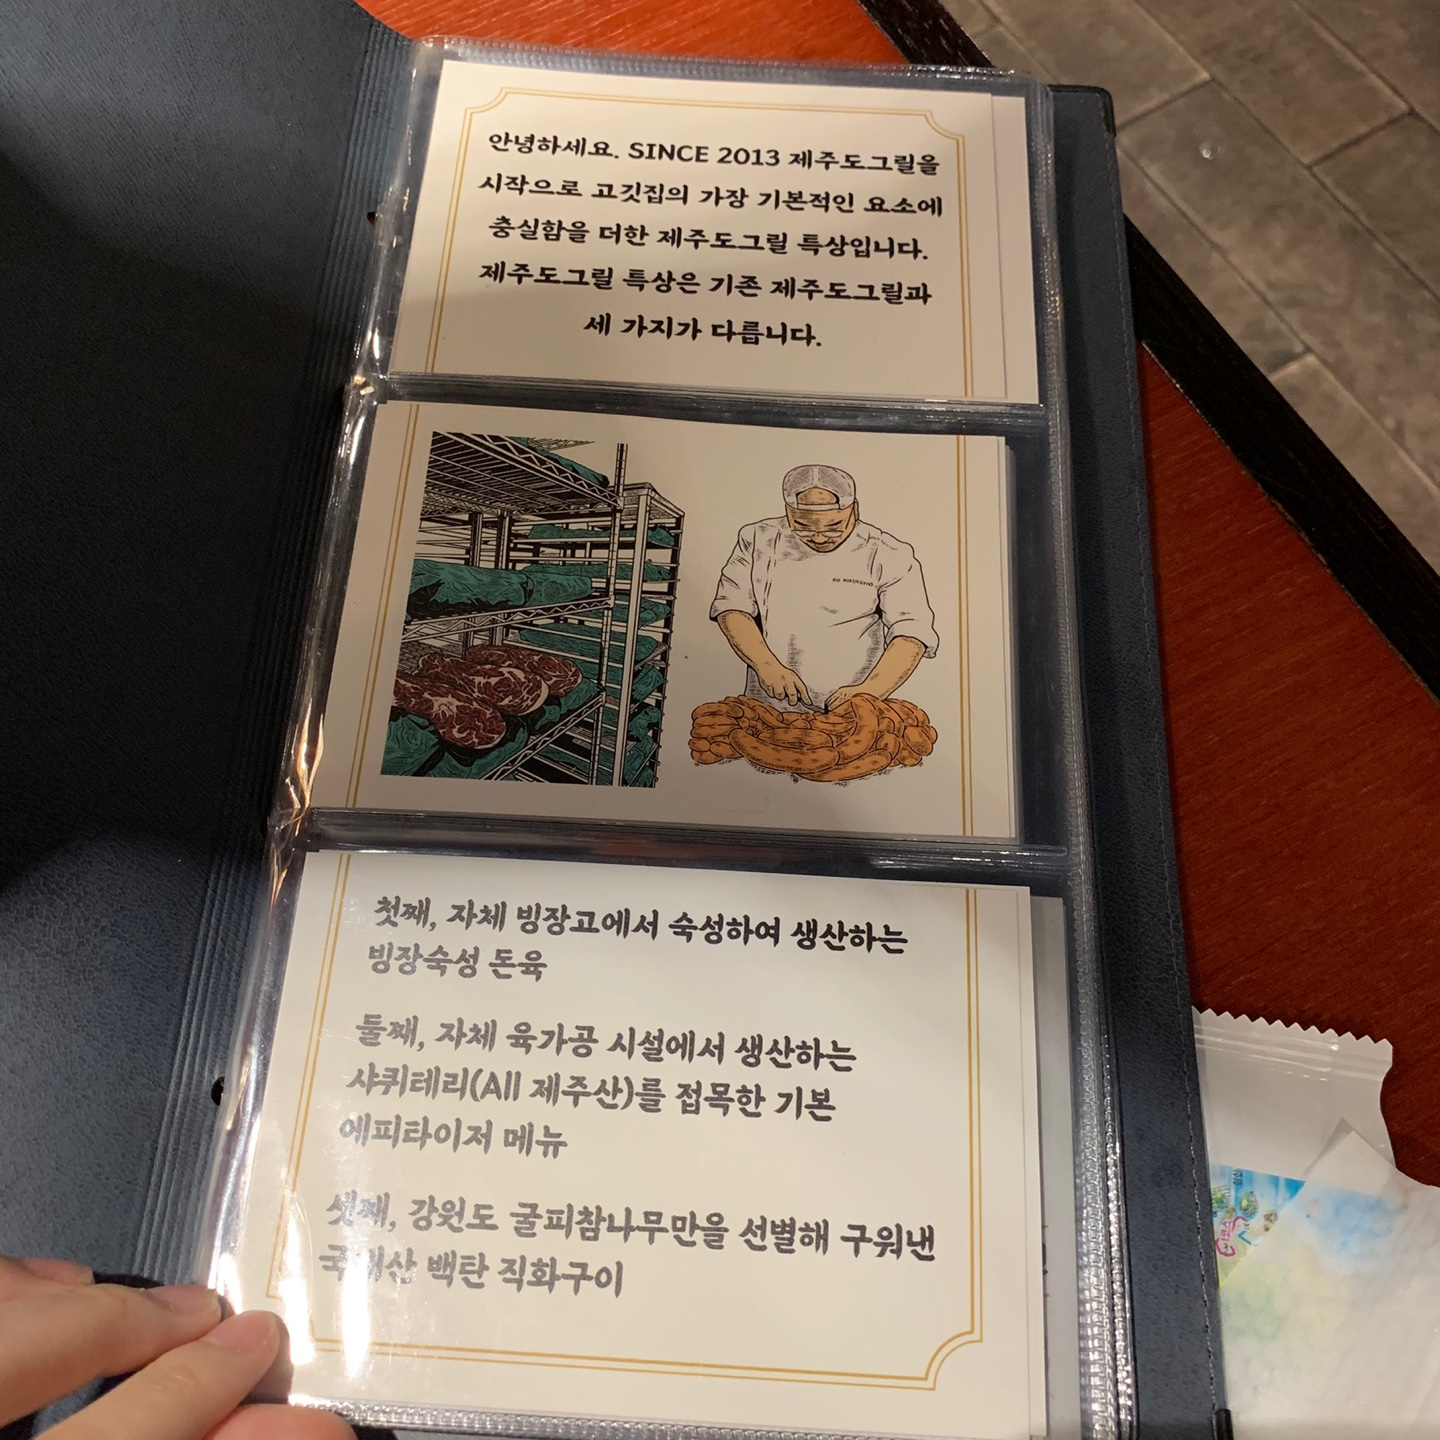 안녕하세요. SINCE 2013 제주도그릴을
시작으로 고깃집의 가장 기본적인 요소에
충실함을 더한 제주도그릴 특상입니다.
제주도그릴 특상은 기존 제주도그릴과
세 가지가 다릅니다.
첫째, 자체 빙장고에서 숙성하여 생산하는
빙장숙성 돈육
둘째, 자체 육가공 시설에서 생산하는
샤퀴테리(All 제주산)를 접목한 기본
에피타이저 메뉴
셋째, 강원도 굴피참나무만을 선별해 구워낸
국내산 백탄 직화구이